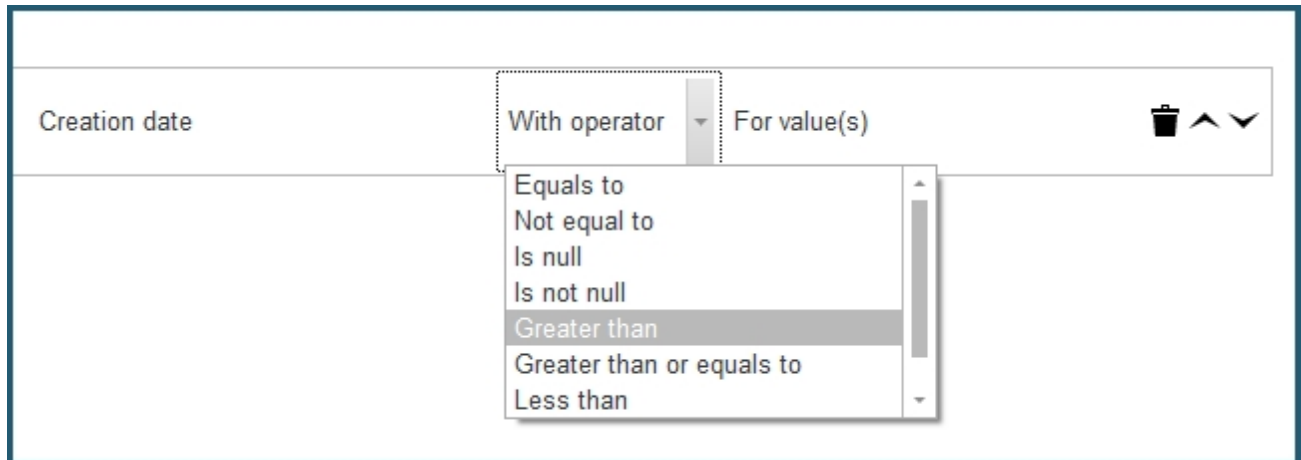 Creation date With operator For value(s)
Equals to
Not equal to
Is null
Is not null
Greater than
Greater than or equals to
Less than